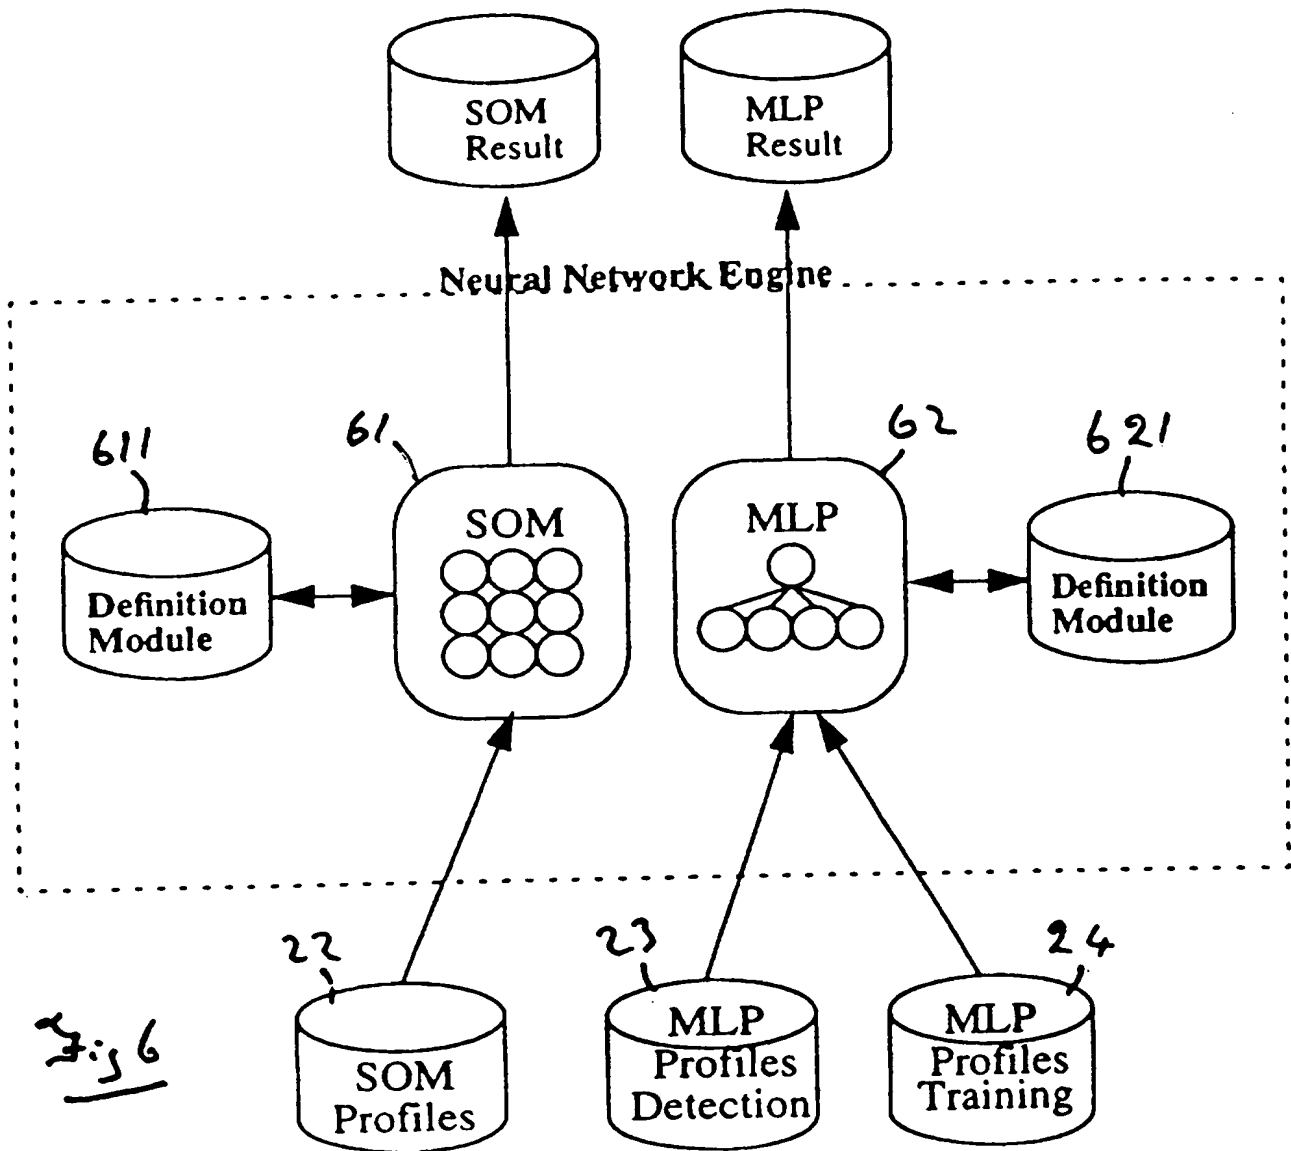 SOM
Result
MLP
Result
Neural Network Engine
611
61
62
621
SOM
MLP
Definition
Module
Definition
Module
22
23
24
SOM
Profiles
MLP
Profiles
Detection
MLP
Profiles
Training
Fig 6